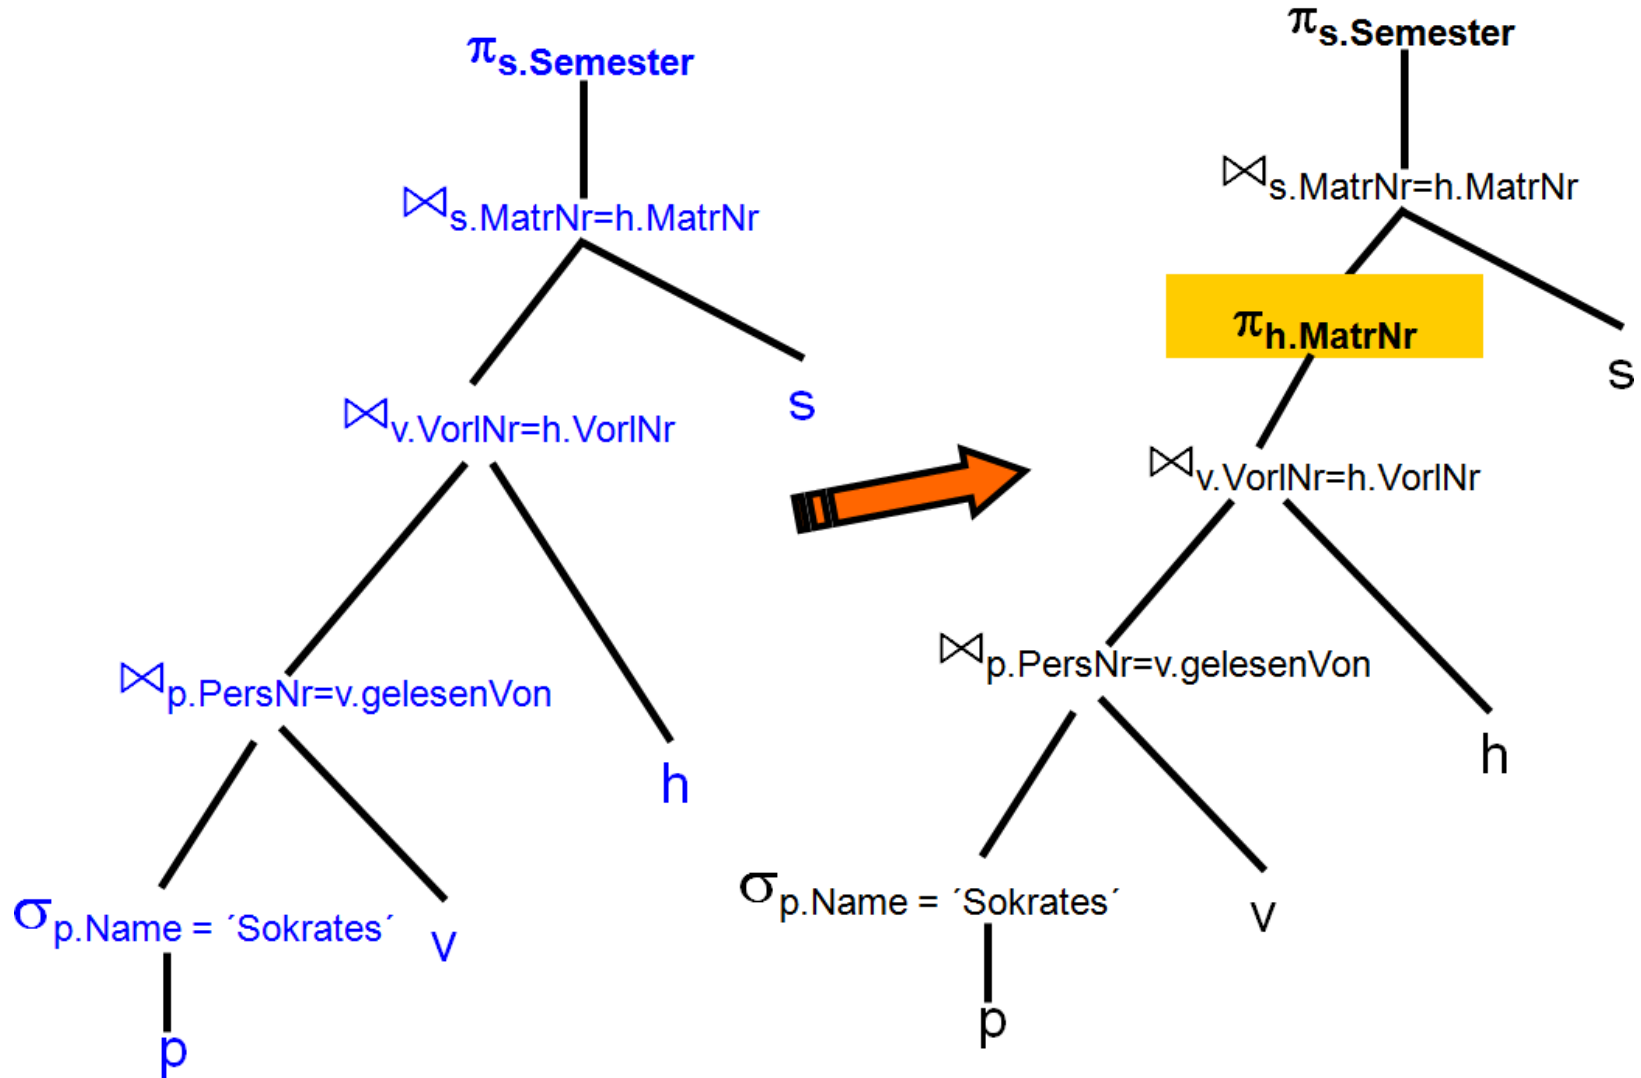 πs.Semester
⋈s.MatrNr=h.MatrNr
s
⋈v.VorlNr=h.VorlNr
h
⋈p.PersNr=v.gelesenVon
v
σp.Name = ´Sokrates´
p
πs.Semester
⋈s.MatrNr=h.MatrNr
s
πh.MatrNr
⋈v.VorlNr=h.VorlNr
h
⋈p.PersNr=v.gelesenVon
v
σp.Name = ´Sokrates´
p